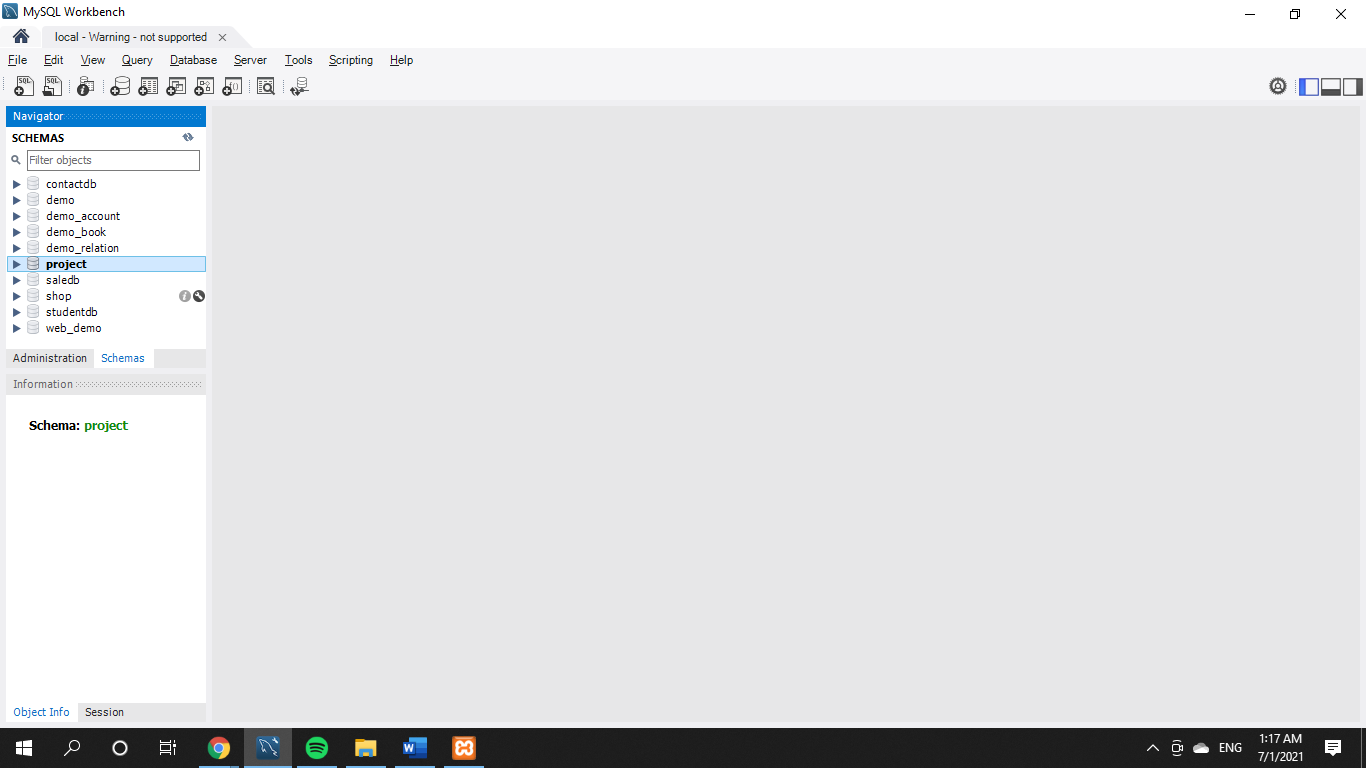 MySQL Workbench
local - Warning - not supported
File Edit View Query Database Server Tools Scripting Help
SQL SQL
Navigator
SCHEMAS
Filter objects
contactdb
demo
demo_account
demo_book
demo_relation
project
saledb
shop
studentdb
web_demo
Administration Schemas
Information
Schema: project
Object Info Session
ENG
1:17 AM
7/1/2021